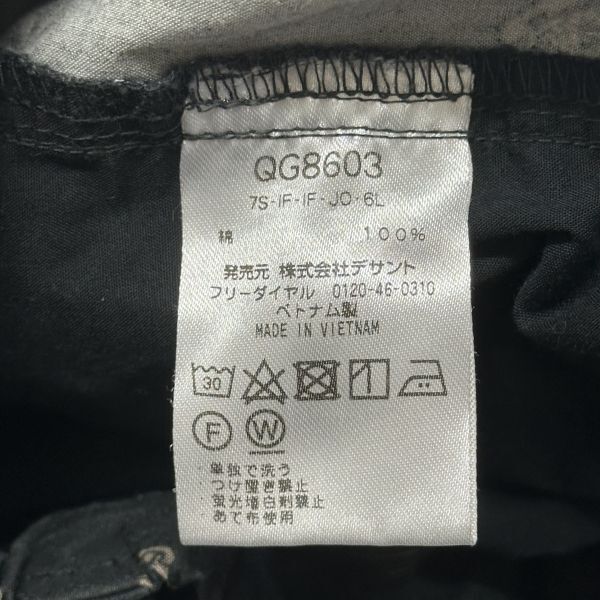 QG8603
7S-IF-IF-JO-6L
綿 100%
発売元 株式会社デサント
フリーダイヤル 0120-46-0310
ベトナム製
MADE IN VIETNAM
30
F W
・単独で洗う
・つけ置き禁止
・蛍光増白剤禁止
・あて布使用